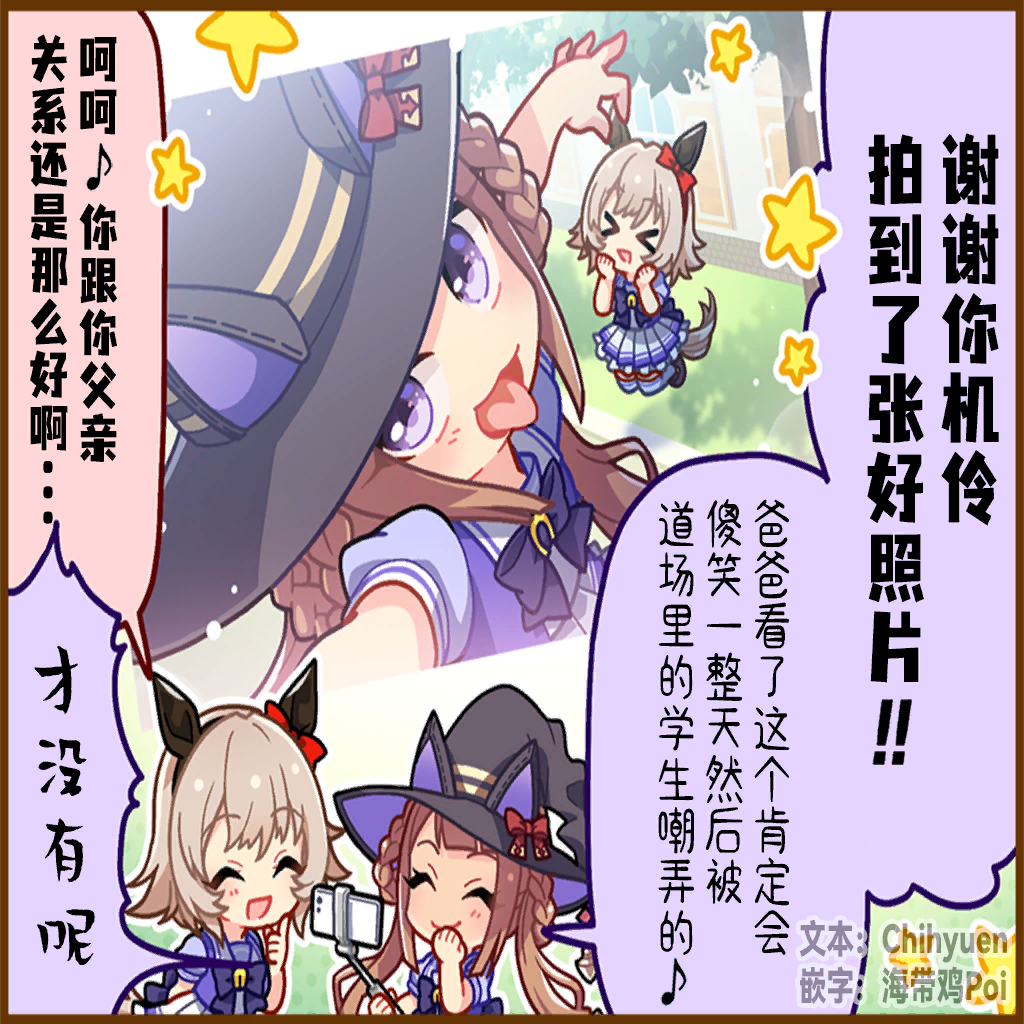 谢谢你机伶
拍到了张好照片!!
爸爸看了这个肯定会
傻笑一整天然后被
道场里的学生嘲弄的♪
呵呵♪你跟你父亲
关系还是那么好啊…
才没有呢
文本：Chihyuen
嵌字：海带鸡Poi